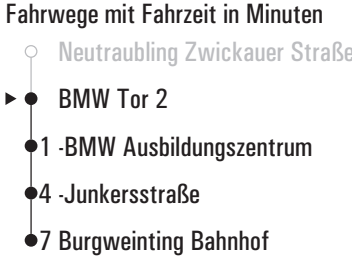 Fahrwege mit Fahrzeit in Minuten
Neutraubling Zwickauer Straße
BMW Tor 2
1 -BMW Ausbildungszentrum
4 -Junkersstraße
7 Burgweinting Bahnhof